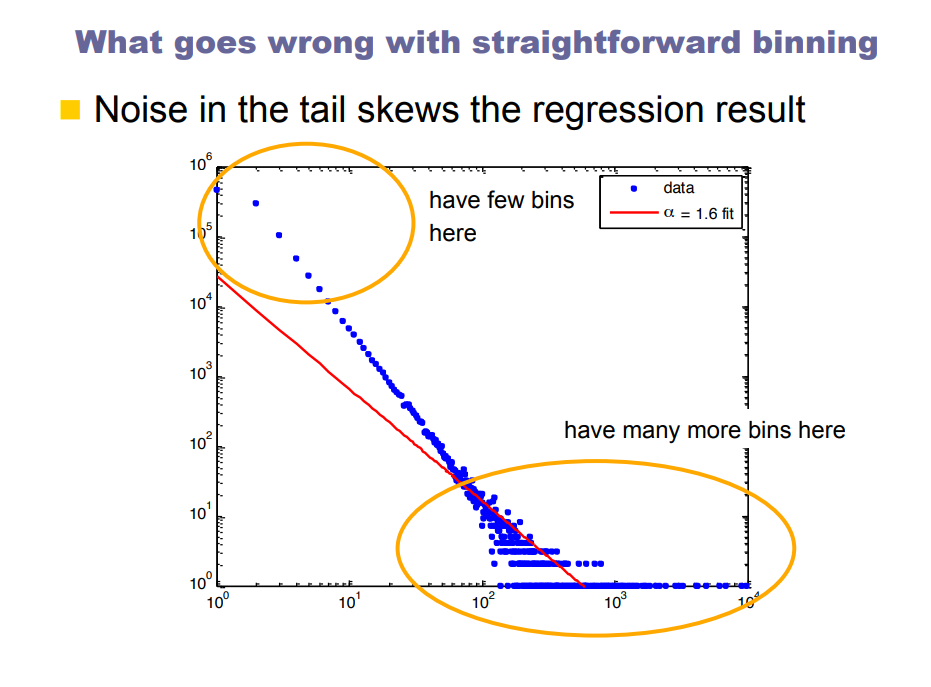 What goes wrong with straightforward binning
Noise in the tail skews the regression result
10^6
10^5
10^4
10^3
10^2
10^1
10^0
10^0
10^1
10^2
10^3
10^4
have few bins
here
data
α = 1.6 fit
have many more bins here